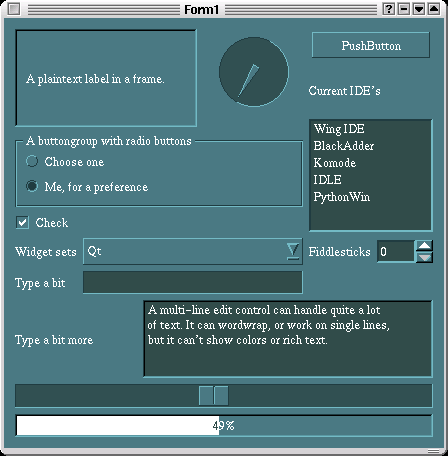 Form1
A plaintext label in a frame.
PushButton
Current IDE's
A buttongroup with radio buttons
Choose one
Me, for a preference
Wing IDE
BlackAdder
Komode
IDLE
PythonWin
Check
Widget sets
Qt
Fiddlesticks
0
Type a bit
Type a bit more
A multi-line edit control can handle quite a lot
of text. It can wordwrap, or work on single lines,
but it can't show colors or rich text.
49%